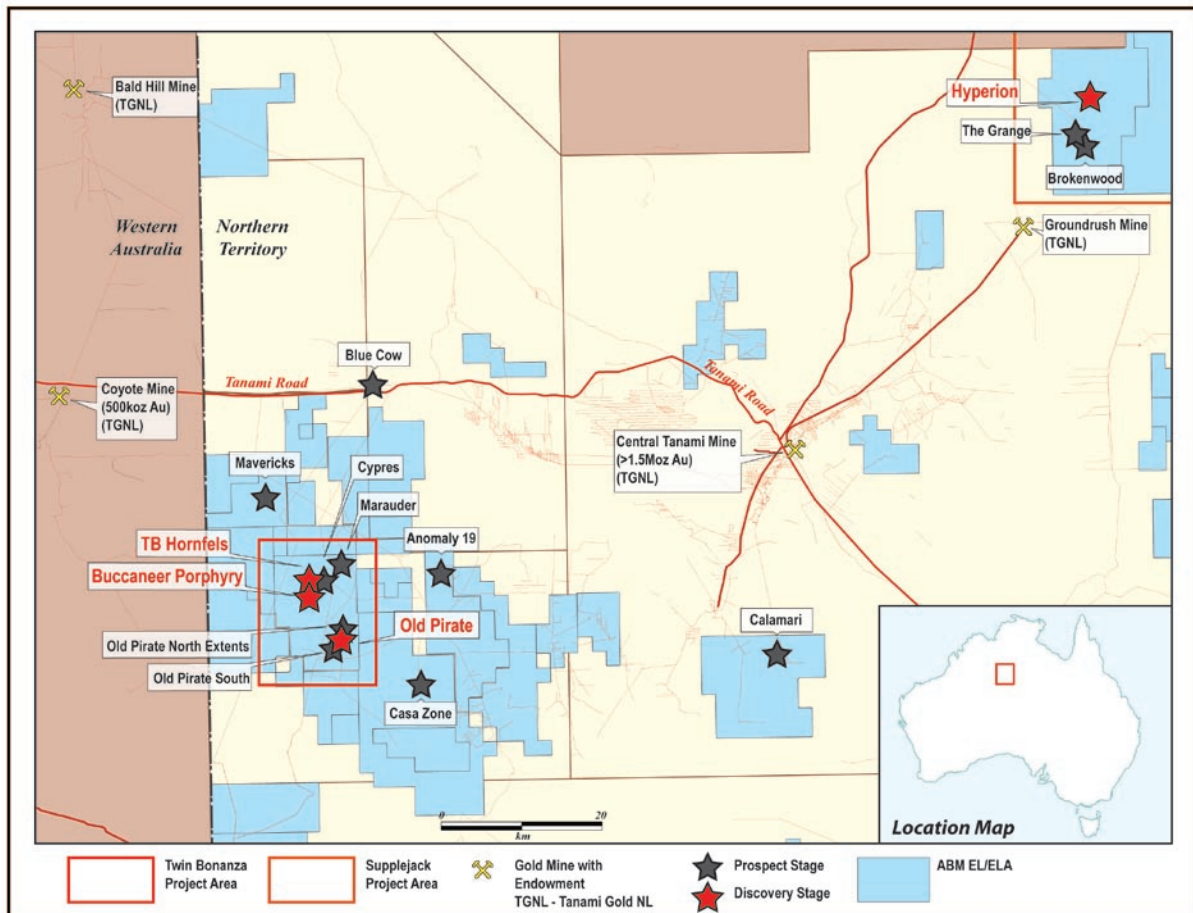 Bald Hill Mine
(TGNL)
Hyperion
The Grange
Brokenwood
Western
Australia
Northern
Territory
Groundrush Mine
(TGNL)
Blue Cow
Tanami Road
Tanami Road
Coyote Mine
(500koz Au)
(TGNL)
Central Tanami Mine
(>1.5Moz Au)
(TGNL)
Mavericks
Cypres
Marauder
TB Hornfels
Anomaly 19
Buccaneer Porphyry
Old Pirate
Calamari
Old Pirate North Extents
Old Pirate South
Casa Zone
0 20
km
Location Map
Twin Bonanza
Project Area
Supplejack
Project Area
Gold Mine with
Endowment
TGNL - Tanami Gold NL
Prospect Stage
Discovery Stage
ABM EL/ELA